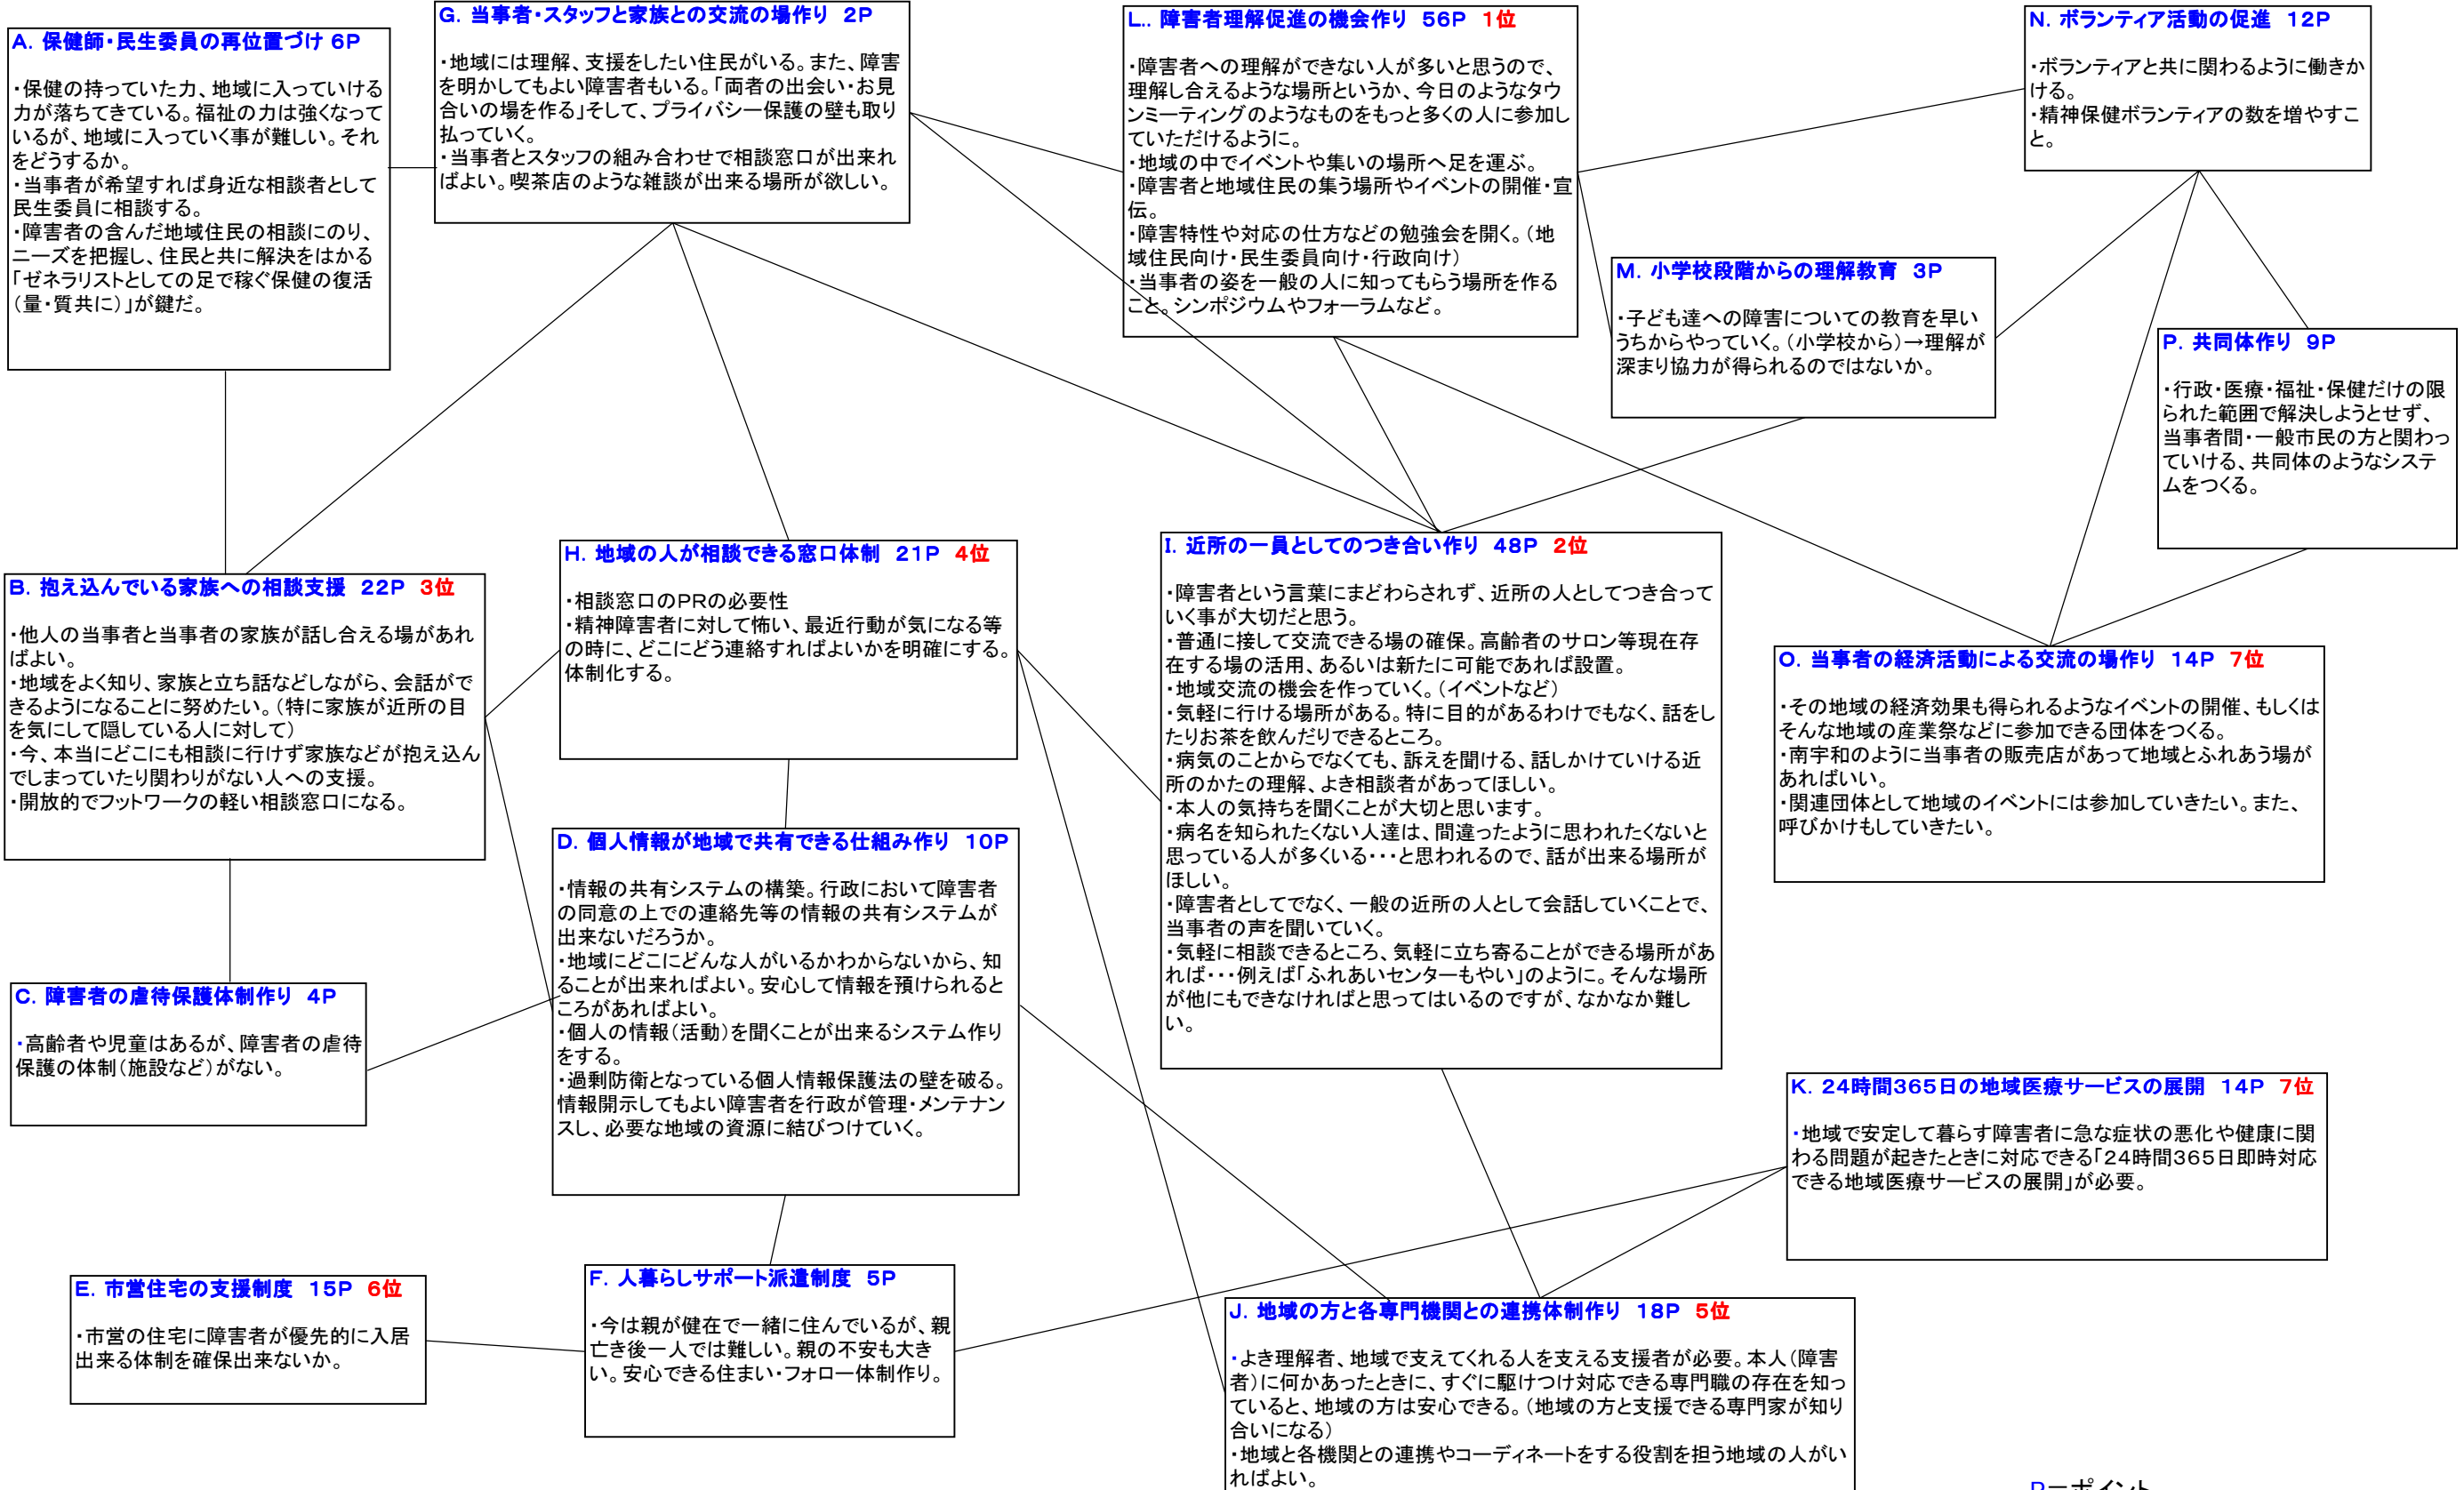 A. 保健師・民生委員の再位置づけ 6P
・保健の持っていた力、地域に入っていける
力が落ちてきている。福祉の力は強くなって
いるが、地域に入っていく事が難しい。それ
をどうするか。
・当事者が希望すれば身近な相談者として
民生委員に相談する。
・障害者の含んだ地域住民の相談にのり、
ニーズを把握し、住民と共に解決をはかる
「ゼネラリストとしての足で稼ぐ保健の復活
（量・質共に）」が鍵だ。
G. 当事者・スタッフと家族との交流の場作り 2P
・地域には理解、支援をしたい住民がいる。また、障害
を明かしてもよい障害者もいる。「両者の出会い・お見
合いの場を作る」そして、プライバシー保護の壁も取り
払っていく。
・当事者とスタッフの組み合わせで相談窓口が出来れ
ばよい。喫茶店のような雑談が出来る場所が欲しい。
L.. 障害者理解促進の機会作り 56P 1位
・障害者への理解ができない人が多いと思うので、
理解し合えるような場所というか、今日のようなタウ
ンミーティングのようなものをもっと多くの人に参加し
ていただけるように。
・地域の中でイベントや集いの場所へ足を運ぶ。
・障害者と地域住民の集う場所やイベントの開催・宣
伝。
・障害特性や対応の仕方などの勉強会を開く。（地
域住民向け・民生委員向け・行政向け）
・当事者の姿を一般の人に知ってもらう場所を作る
こと。シンポジウムやフォーラムなど。
N. ボランティア活動の促進 12P
・ボランティアと共に関わるように働きか
ける。
・精神保健ボランティアの数を増やすこ
と。
M. 小学校段階からの理解教育 3P
・子ども達への障害についての教育を早い
うちからやっていく。（小学校から）→理解が
深まり協力が得られるのではないか。
P. 共同体作り 9P
・行政・医療・福祉・保健だけの限
られた範囲で解決しようとせず、
当事者間・一般市民の方と関わっ
ていける、共同体のようなシステ
ムをつくる。
B. 抱え込んでいる家族への相談支援 22P 3位
・他人の当事者と当事者の家族が話し合える場があれ
ばよい。
・地域をよく知り、家族と立ち話などしながら、会話がで
きるようになることに努めたい。（特に家族が近所の目
を気にして隠している人に対して）
・今、本当にどこにも相談に行けず家族などが抱え込ん
でしまっていたり関わりがない人への支援。
・開放的でフットワークの軽い相談窓口になる。
H. 地域の人が相談できる窓口体制 21P 4位
・相談窓口のPRの必要性
・精神障害者に対して怖い、最近行動が気になる等
の時に、どこにどう連絡すればよいかを明確にする。
体制化する。
I. 近所の一員としてのつき合い作り 48P 2位
・障害者という言葉にまどわらされず、近所の人としてつき合って
いく事が大切だと思う。
・普通に接して交流できる場の確保。高齢者のサロン等現在存
在する場の活用、あるいは新たに可能であれば設置。
・地域交流の機会を作っていく。（イベントなど）
・気軽に行ける場所がある。特に目的があるわけでもなく、話をし
たりお茶を飲んだりできるところ。
・病気のことからでなくても、訴えを聞ける、話しかけていける近
所のかたの理解、よき相談者があってほしい。
・本人の気持ちを聞くことが大切と思います。
・病名を知られたくない人達は、間違ったように思われたくないと
思っている人が多くいる・・・と思われるので、話が出来る場所が
ほしい。
・障害者としてでなく、一般の近所の人として会話していくことで、
当事者の声を聞いていく。
・気軽に相談できるところ、気軽に立ち寄ることができる場所があ
れば・・・例えば「ふれあいセンターもやい」のように。そんな場所
が他にもできなければと思ってはいるのですが、なかなか難し
い。
O. 当事者の経済活動による交流の場作り 14P 7位
・その地域の経済効果も得られるようなイベントの開催、もしくは
そんな地域の産業祭などに参加できる団体をつくる。
・南宇和のように当事者の販売店があって地域とふれあう場が
あればいい。
・関連団体として地域のイベントには参加していきたい。また、
呼びかけもしていきたい。
D. 個人情報が地域で共有できる仕組み作り 10P
・情報の共有システムの構築。行政において障害者
の同意の上での連絡先等の情報の共有システムが
出来ないだろうか。
・地域にどこにどんな人がいるかわからないから、知
ることが出来ればよい。安心して情報を預けられると
ころがあればよい。
・個人の情報（活動）を聞くことが出来るシステム作り
をする。
・過剰防衛となっている個人情報保護法の壁を破る。
情報開示してもよい障害者を行政が管理・メンテナン
スし、必要な地域の資源に結びつけていく。
C. 障害者の虐待保護体制作り 4P
・高齢者や児童はあるが、障害者の虐待
保護の体制（施設など）がない。
K. 24時間365日の地域医療サービスの展開 14P 7位
・地域で安定して暮らす障害者に急な症状の悪化や健康に関
わる問題が起きたときに対応できる「24時間365日即時対応
できる地域医療サービスの展開」が必要。
E. 市営住宅の支援制度 15P 6位
・市営の住宅に障害者が優先的に入居
出来る体制を確保出来ないか。
F. 人暮らしサポート派遣制度 5P
・今は親が健在で一緒に住んでいるが、親
亡き後一人では難しい。親の不安も大き
い。安心できる住まい・フォロー体制作り。
J. 地域の方と各専門機関との連携体制作り 18P 5位
・よき理解者、地域で支えてくれる人を支える支援者が必要。本人（障害
者）に何かあったときに、すぐに駆けつけ対応できる専門職の存在を知っ
ていると、地域の方は安心できる。（地域の方と支援できる専門家が知り
合いになる）
・地域と各機関との連携やコーディネートをする役割を担う地域の人がい
ればよい。
P＝ポイント